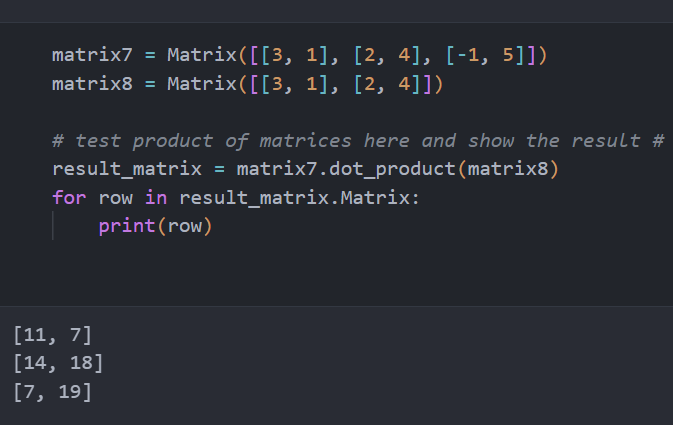 matrix7 = Matrix([[3, 1], [2, 4], [-1, 5]])
matrix8 = Matrix([[3, 1], [2, 4]])
# test product of matrices here and show the result #
result_matrix = matrix7.dot_product(matrix8)
for row in result_matrix.Matrix:
    print(row)
[11, 7]
[14, 18]
[7, 19]